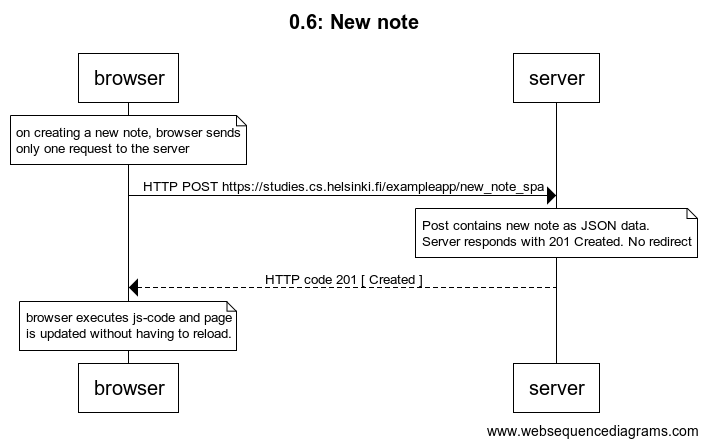 0.6: New note
browser
server
on creating a new note, browser sends
only one request to the server
HTTP POST https://studies.cs.helsinki.fi/exampleapp/new_note_spa
Post contains new note as JSON data.
Server responds with 201 Created. No redirect
HTTP code 201 [ Created ]
browser executes js-code and page
is updated without having to reload.
browser
server
www.websequencediagrams.com